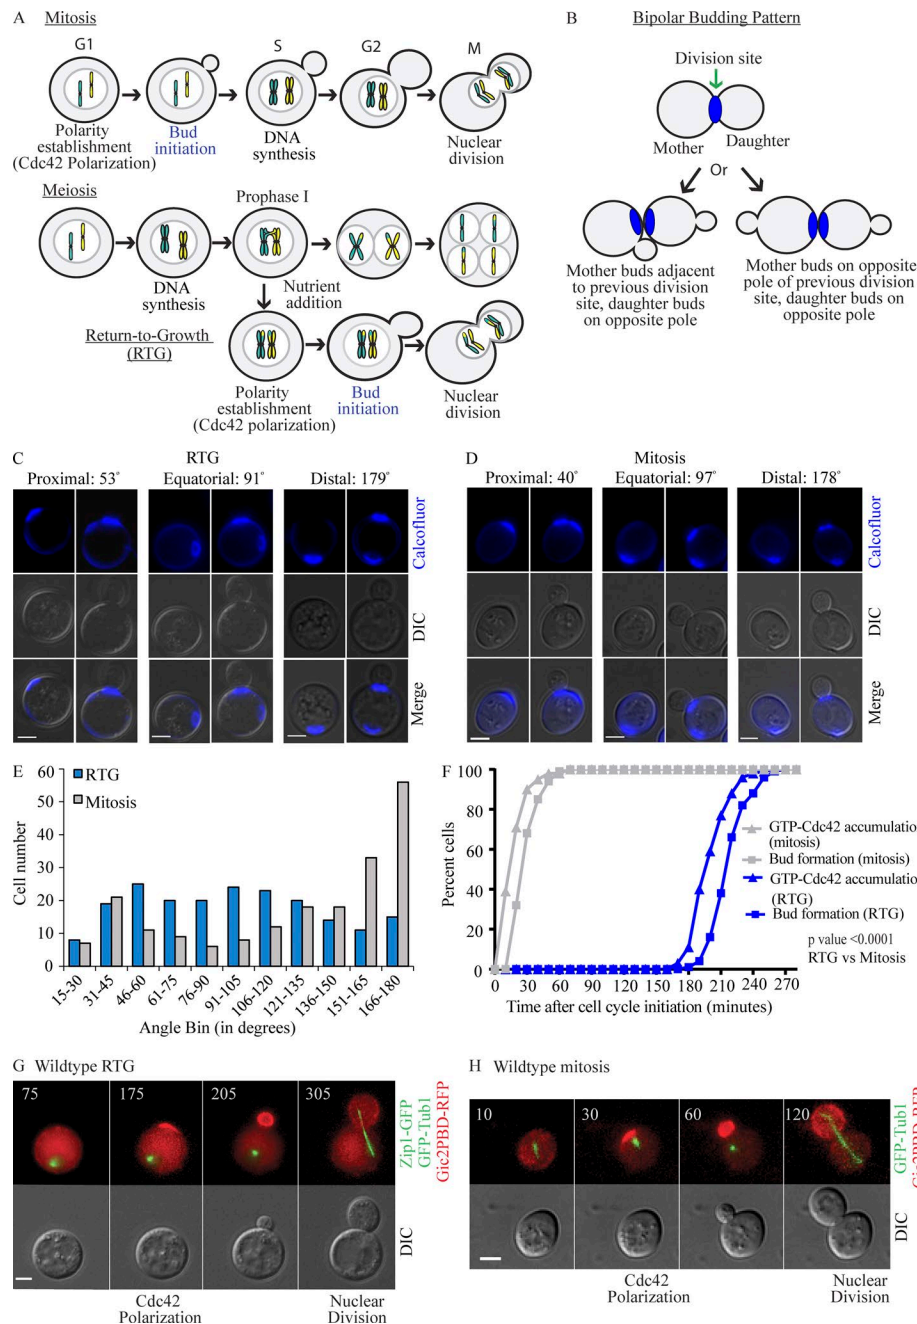 A Mitosis
G1
S
G2
M
Polarity
establishment
(Cdc42 Polarization)
Bud
initiation
DNA
synthesis
Nuclear
division
Meiosis
Prophase I
DNA
synthesis
Nutrient
addition
Return-to-Growth
(RTG)
Polarity
establishment
(Cdc42 polarization)
Bud
initiation
Nuclear
division
B Bipolar Budding Pattern
Division site
Mother
Daughter
Or
Mother buds adjacent
to previous division
site, daughter buds
on opposite pole
Mother buds on opposite
pole of previous division
site, daughter buds on
opposite pole
C RTG
Proximal: 53°
Equatorial: 91°
Distal: 179°
Calcofluor
DIC
Merge
D Mitosis
Proximal: 40°
Equatorial: 97°
Distal: 178°
Calcofluor
DIC
Merge
E
60
50
40
30
20
10
0
Cell number
RTG
Mitosis
15-30
31-45
46-60
61-75
76-90
91-105
106-120
121-135
136-150
151-165
166-180
Angle Bin (in degrees)
F
100
80
60
40
20
0
Percent cells
0 30 60 90 120 150 180 210 240 270
Time after cell cycle initiation (minutes)
GTP-Cdc42 accumulatio
(mitosis)
Bud formation (mitosis)
GTP-Cdc42 accumulatio
(RTG)
Bud formation (RTG)
p value <0.0001
RTG vs Mitosis
G Wildtype RTG
75
175
205
305
Zip1-GFP
GFP-Tub1
Gic2PBD-RFP
DIC
Cdc42
Polarization
Nuclear
Division
H Wildtype mitosis
10
30
60
120
GFP-Tub1
Gic2PBD-RFP
DIC
Cdc42
Polarization
Nuclear
Division